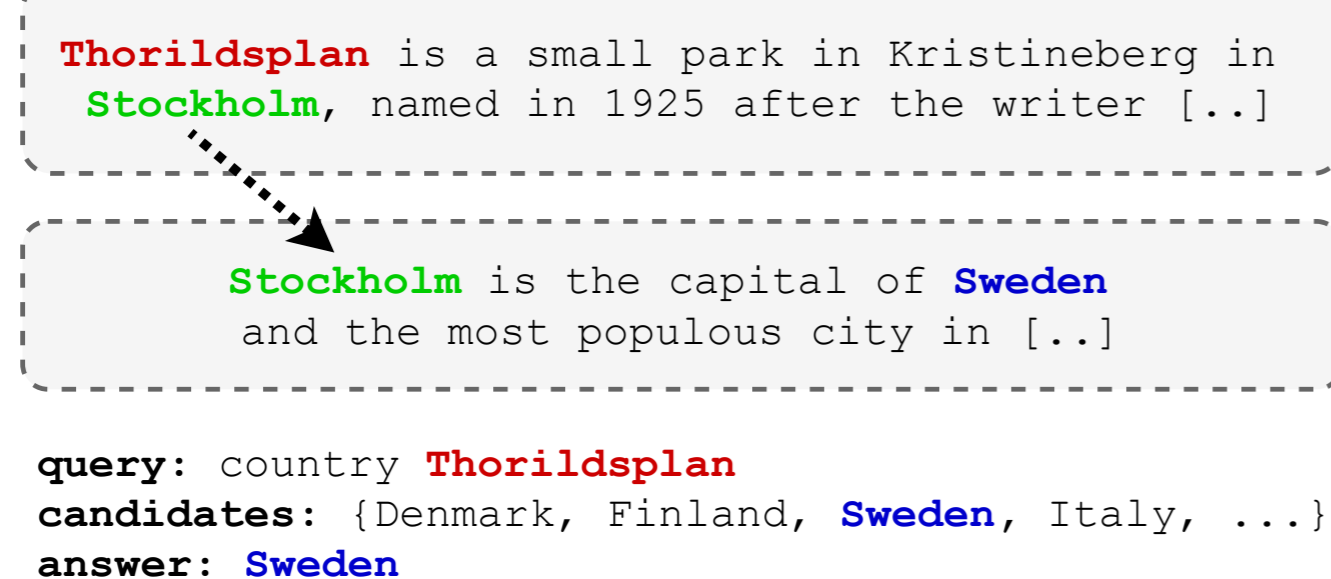 Thorildsplan is a small park in Kristineberg in
Stockholm, named in 1925 after the writer [..]
Stockholm is the capital of Sweden
and the most populous city in [..]
query: country Thorildsplan
candidates: {Denmark, Finland, Sweden, Italy, ...}
answer: Sweden